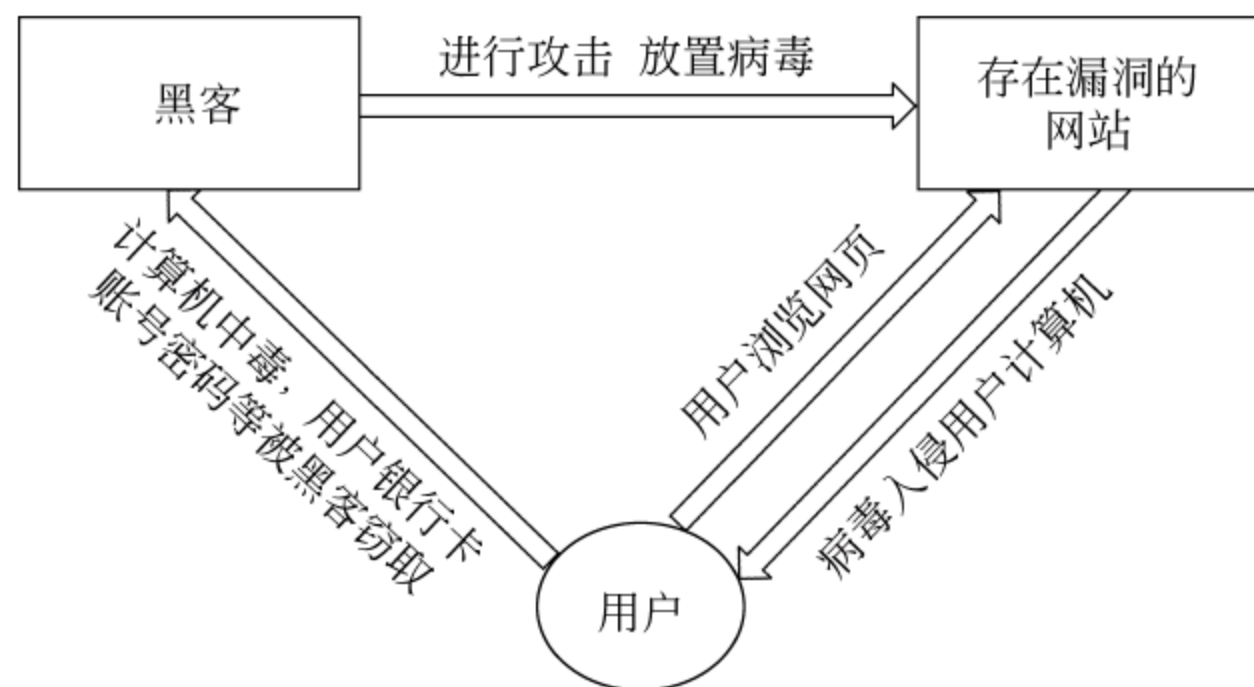 黑客
进行攻击 放置病毒
存在漏洞的
网站
计算机中毒，用户银行卡
账号密码等被黑客窃取
用户浏览网页
病毒入侵用户计算机
用户